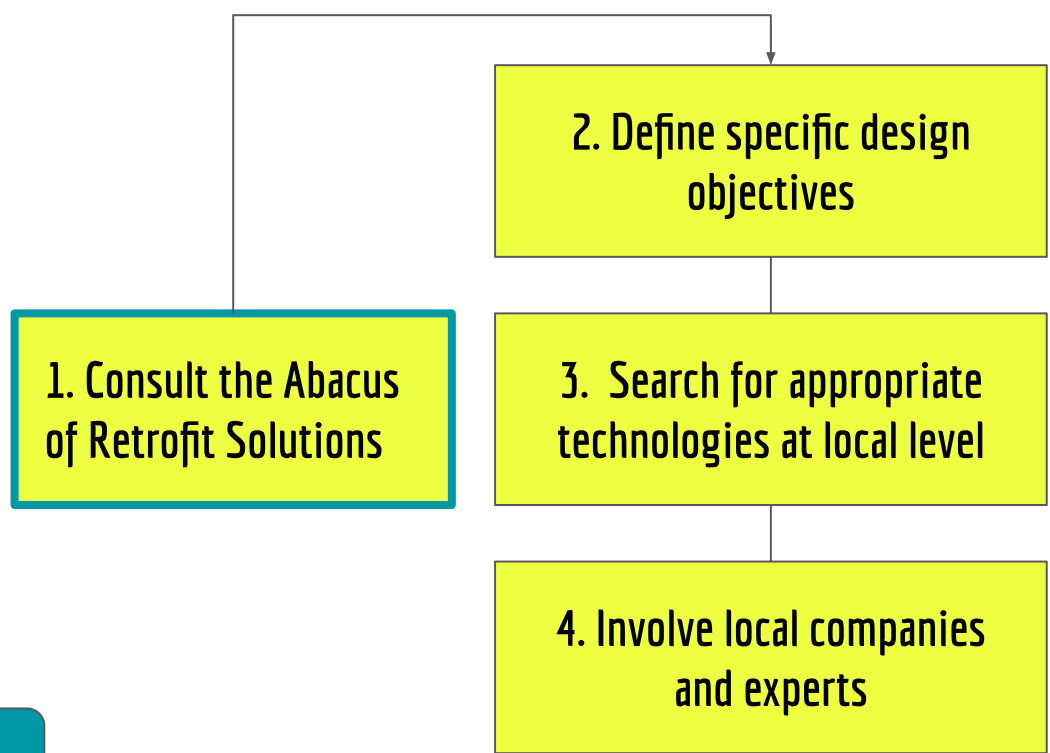 2. Define specific design
objectives
1. Consult the Abacus
of Retrofit Solutions
3. Search for appropriate
technologies at local level
4. Involve local companies
and experts